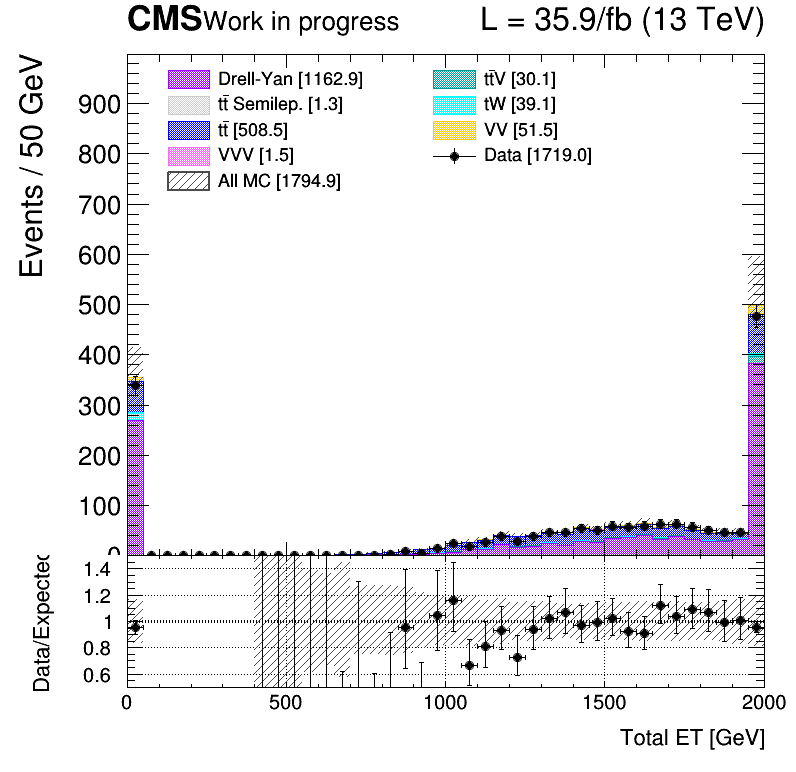 CMS Work in progress L = 35.9/fb (13 TeV)
Events / 50 GeV
Drell-Yan [1162.9]
tt̄ Semilep. [1.3]
tt̄ [508.5]
VVV [1.5]
All MC [1794.9]
tt̄V [30.1]
tW [39.1]
VV [51.5]
Data [1719.0]
900
800
700
600
500
400
300
200
100
0
Data/Expected
1.4
1.2
1
0.8
0.6
0 500 1000 1500 2000
Total ET [GeV]